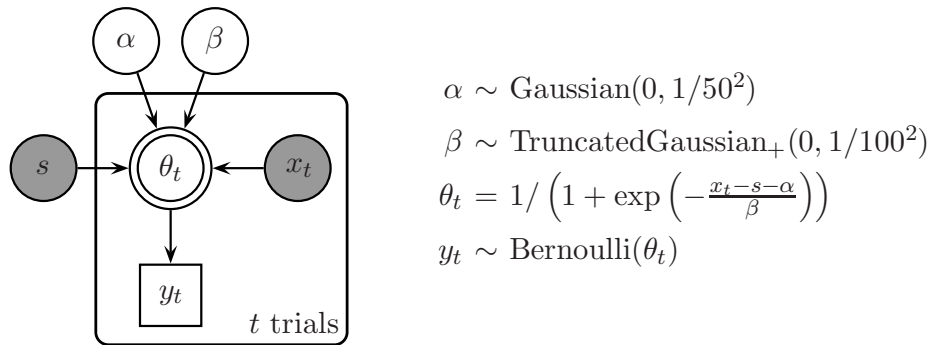 α β
s θ_t x_t
y_t
t trials
α ∼ Gaussian(0, 1/50²)
β ∼ TruncatedGaussian₊(0, 1/100²)
θ_t = 1/ (1 + exp (−\frac{x_t−s−α}{β}))
y_t ∼ Bernoulli(θ_t)